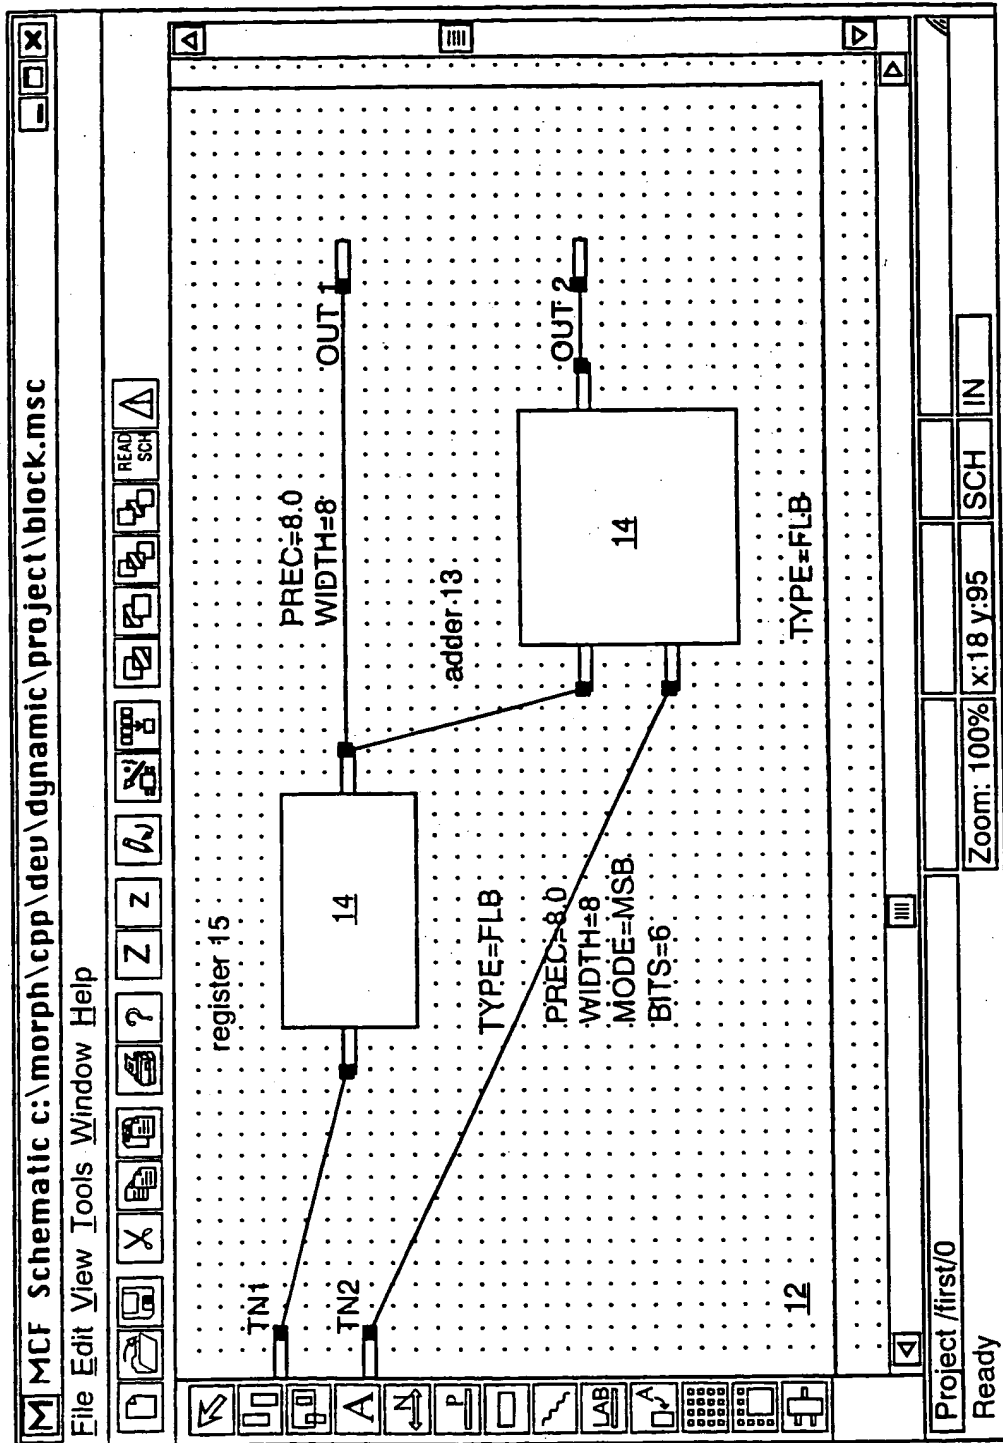 M MCF Schematic c:\morph\cpp\dev\dynamic\project\block.msc
File Edit View Tools Window Help
? Z z READ SCH
A
N
P
LAB
A
TN1
TN2
register 15
14
OUT 1
PREC=8.0
WIDTH=8
adder 13
TYPE=FLB
PREC=8.0
WIDTH=8
MODE=MSB
BITS=6
14
OUT 2
TYPE=FLB
12
Project /first/0
Ready
Zoom: 100% x:18 y:95 SCH IN